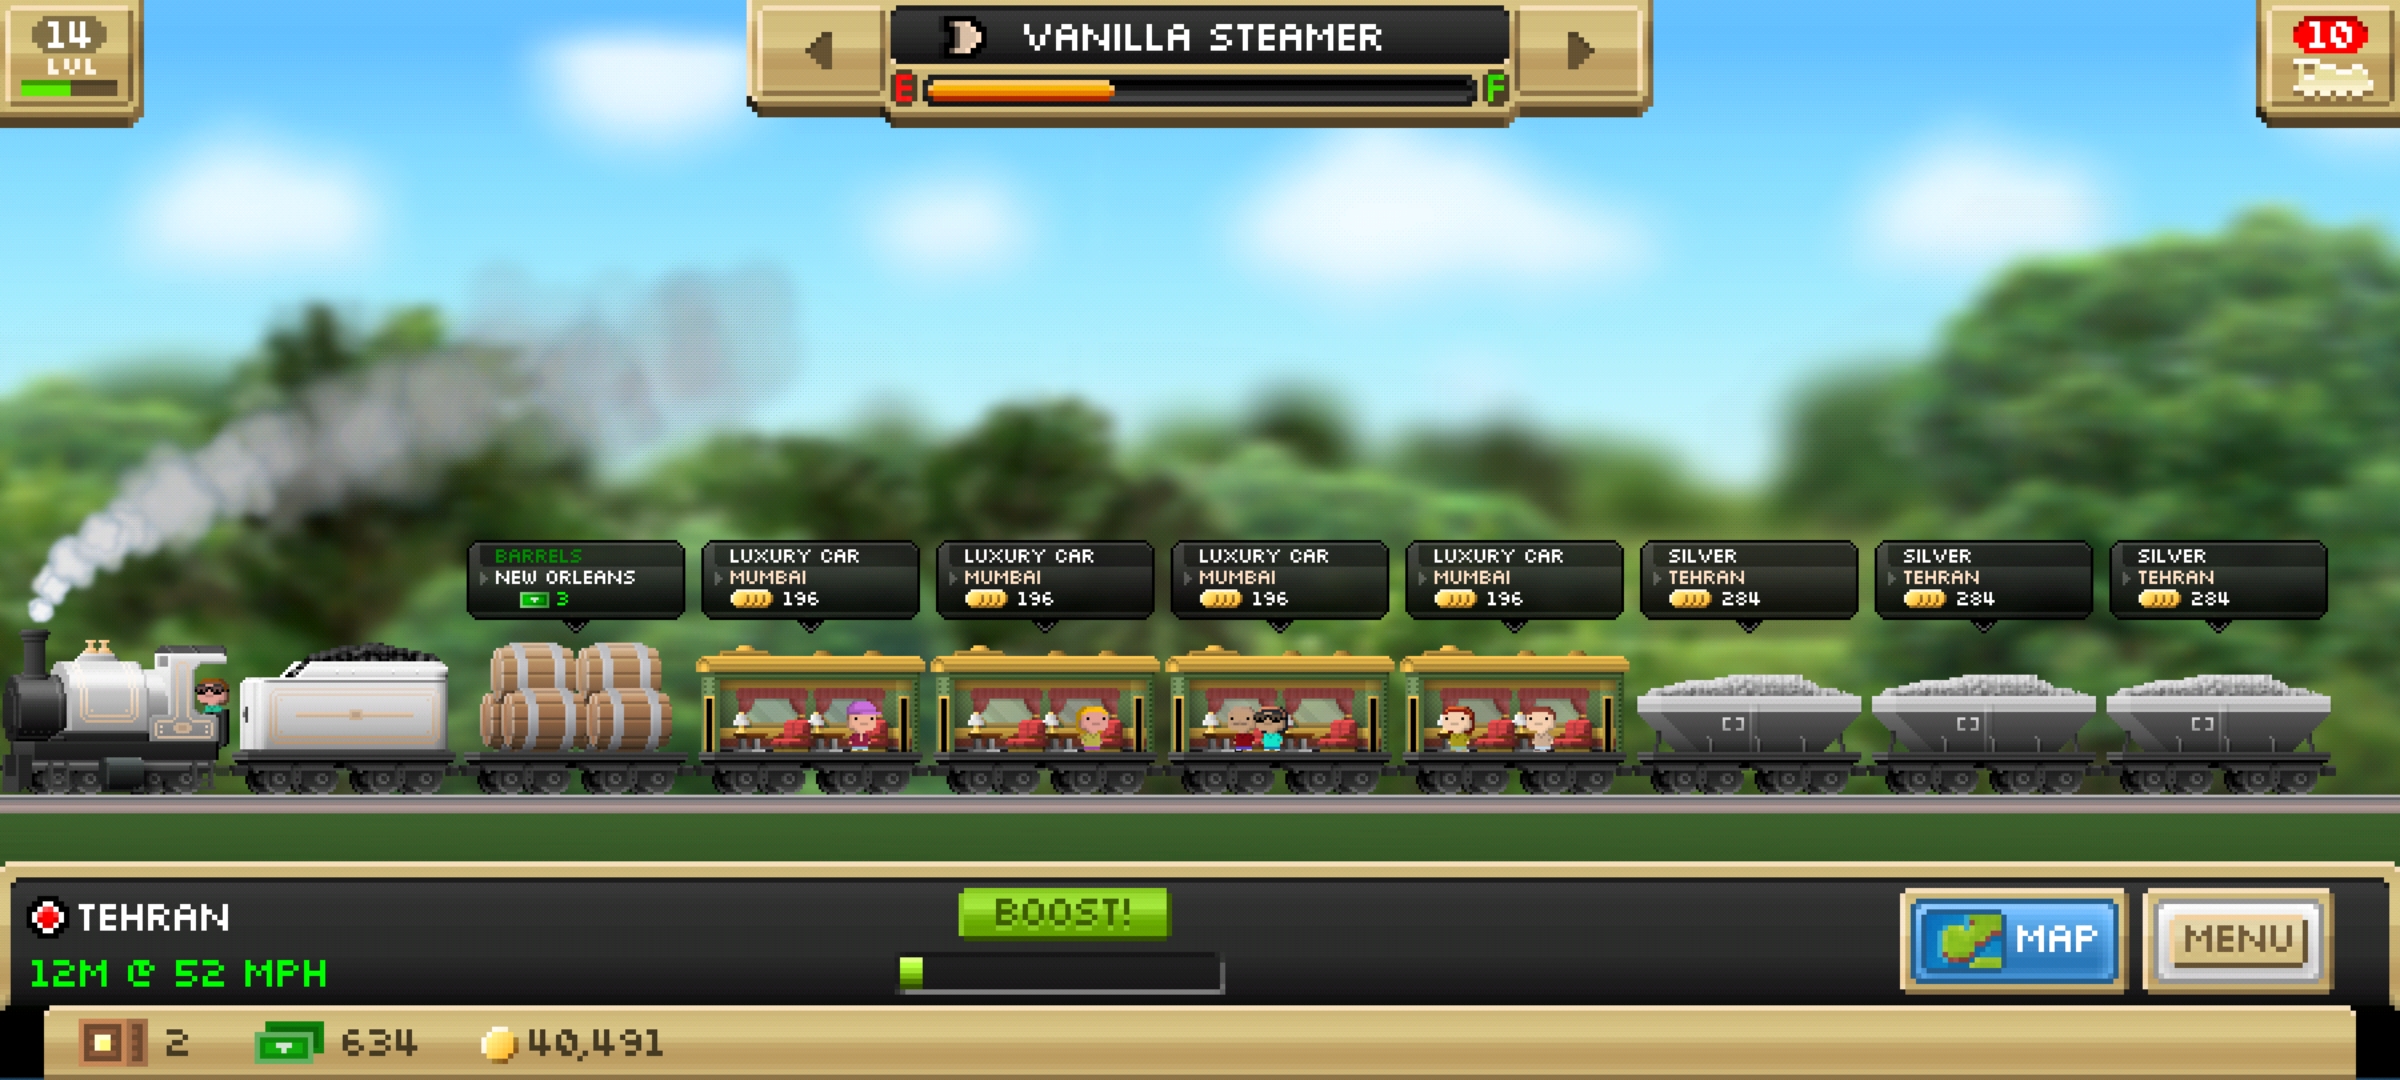 14
LVL
VANILLA STEAMER
E
F
10
BARRELS
NEW ORLEANS
3
LUXURY CAR
MUMBAI
196
LUXURY CAR
MUMBAI
196
LUXURY CAR
MUMBAI
196
LUXURY CAR
MUMBAI
196
SILVER
TEHRAN
284
SILVER
TEHRAN
284
SILVER
TEHRAN
284
TEHRAN
12M @ 52 MPH
BOOST!
MAP
MENU
2
634
40,491